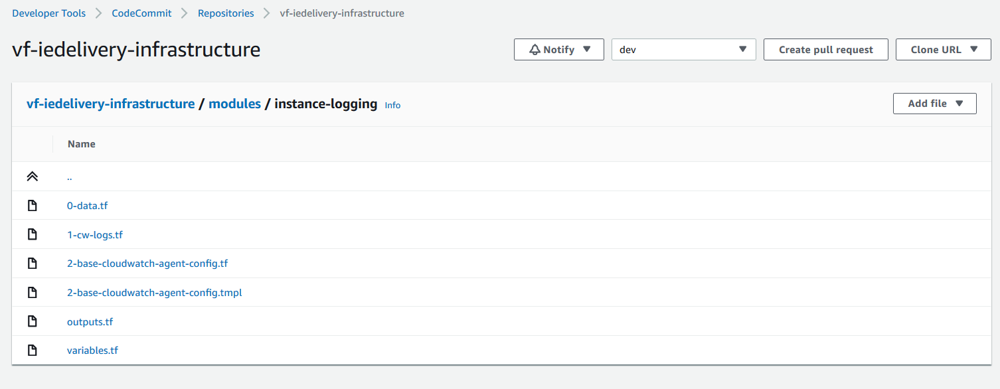 Developer Tools CodeCommit Repositories vf-iedelivery-infrastructure
vf-iedelivery-infrastructure Notify dev Create pull request Clone URL
vf-iedelivery-infrastructure / modules / instance-logging Info Add file
Name
..
0-data.tf
1-cw-logs.tf
2-base-cloudwatch-agent-config.tf
2-base-cloudwatch-agent-config.tmpl
outputs.tf
variables.tf